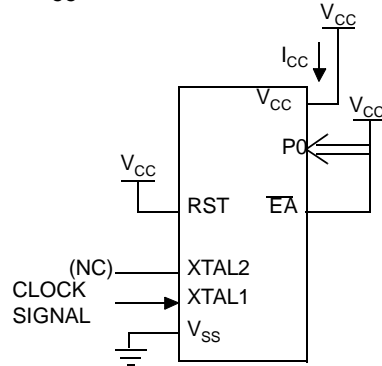 V_CC
I_CC
V_CC
V_CC
P0
V_CC
RST
EA
(NC)
XTAL2
CLOCK
SIGNAL
XTAL1
V_SS